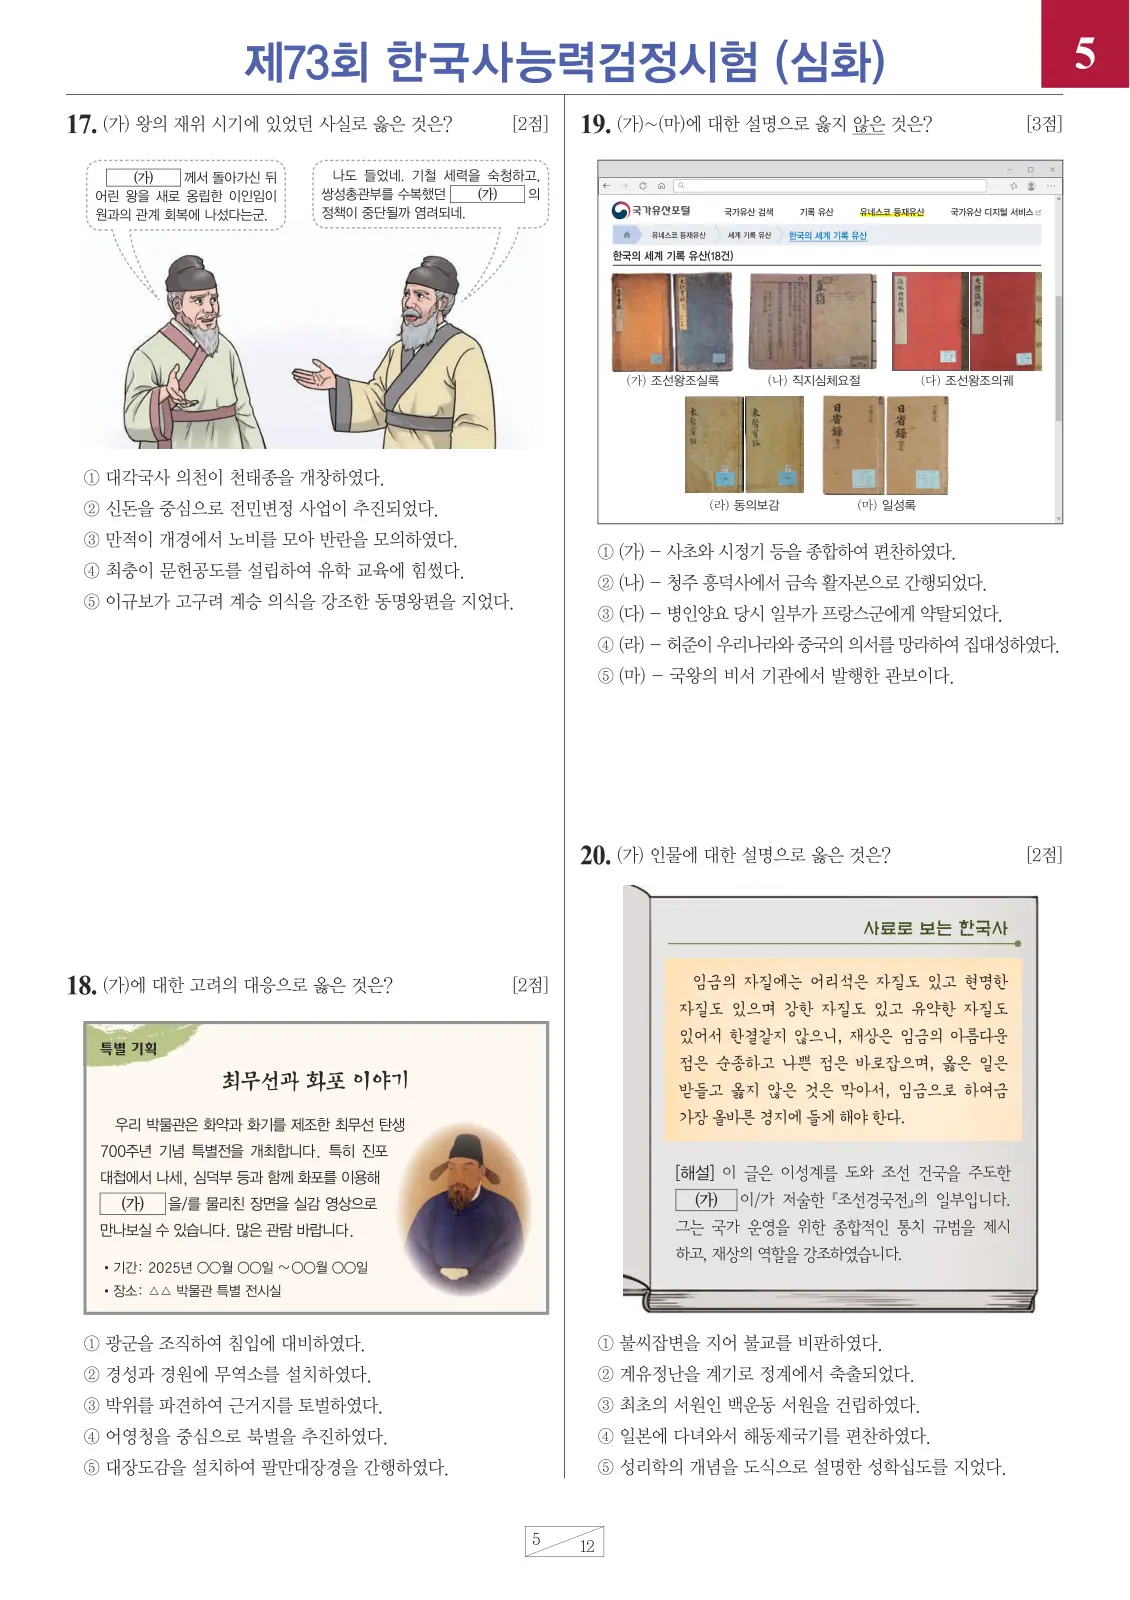 제73회 한국사능력검정시험 (심화)
5
17. (가) 왕의 재위 시기에 있었던 사실로 옳은 것은? [2점]
(가) 께서 돌아가신 뒤
어린 왕을 새로 옹립한 이인임이
원과의 관계 회복에 나섰다는군.
나도 들었네. 기철 세력을 숙청하고,
쌍성총관부를 수복했던 (가) 의
정책이 중단될까 염려되네.
① 대각국사 의천이 천태종을 개창하였다.
② 신돈을 중심으로 전민변정 사업이 추진되었다.
③ 만적이 개경에서 노비를 모아 반란을 모의하였다.
④ 최충이 문헌공도를 설립하여 유학 교육에 힘썼다.
⑤ 이규보가 고구려 계승 의식을 강조한 동명왕편을 지었다.
18. (가)에 대한 고려의 대응으로 옳은 것은? [2점]
특별 기획
최무선과 화포 이야기
우리 박물관은 화약과 화기를 제조한 최무선 탄생
700주년 기념 특별전을 개최합니다. 특히 진포
대첩에서 나세, 심덕부 등과 함께 화포를 이용해
(가) 을/를 물리친 장면을 실감 영상으로
만나보실 수 있습니다. 많은 관람 바랍니다.
• 기간: 2025년 ○○월 ○○일 ~ ○○월 ○○일
• 장소: △△ 박물관 특별 전시실
① 광군을 조직하여 침입에 대비하였다.
② 경성과 경원에 무역소를 설치하였다.
③ 박위를 파견하여 근거지를 토벌하였다.
④ 어영청을 중심으로 북벌을 추진하였다.
⑤ 대장도감을 설치하여 팔만대장경을 간행하였다.
19. (가)~(마)에 대한 설명으로 옳지 않은 것은? [3점]
국가유산포털 국가유산 검색 기록 유산 유네스코 등재유산 국가유산 디지털 서비스
유네스코 등재유산 세계 기록 유산 한국의 세계 기록 유산
한국의 세계 기록 유산(18건)
(가) 조선왕조실록 (나) 직지심체요절 (다) 조선왕조의궤
日省錄 日省錄
(라) 동의보감 (마) 일성록
① (가) – 사초와 시정기 등을 종합하여 편찬하였다.
② (나) – 청주 흥덕사에서 금속 활자본으로 간행되었다.
③ (다) – 병인양요 당시 일부가 프랑스군에게 약탈되었다.
④ (라) – 허준이 우리나라와 중국의 의서를 망라하여 집대성하였다.
⑤ (마) – 국왕의 비서 기관에서 발행한 관보이다.
20. (가) 인물에 대한 설명으로 옳은 것은? [2점]
사료로 보는 한국사
임금의 자질에는 어리석은 자질도 있고 현명한
자질도 있으며 강한 자질도 있고 유약한 자질도
있어서 한결같지 않으니, 재상은 임금의 아름다운
점은 순종하고 나쁜 점은 바로잡으며, 옳은 일은
받들고 옳지 않은 것은 막아서, 임금으로 하여금
가장 올바른 경지에 들게 해야 한다.
[해설] 이 글은 이성계를 도와 조선 건국을 주도한
(가) 이/가 저술한 『조선경국전』의 일부입니다.
그는 국가 운영을 위한 종합적인 통치 규범을 제시
하고, 재상의 역할을 강조하였습니다.
① 불씨잡변을 지어 불교를 비판하였다.
② 계유정난을 계기로 정계에서 축출되었다.
③ 최초의 서원인 백운동 서원을 건립하였다.
④ 일본에 다녀와서 해동제국기를 편찬하였다.
⑤ 성리학의 개념을 도식으로 설명한 성학십도를 지었다.
5
12